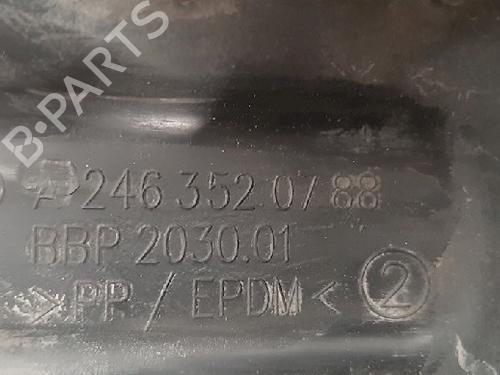 B-PARTS
A 246 352 07 88
BBP 2030.01
>PP / EPDM< 2